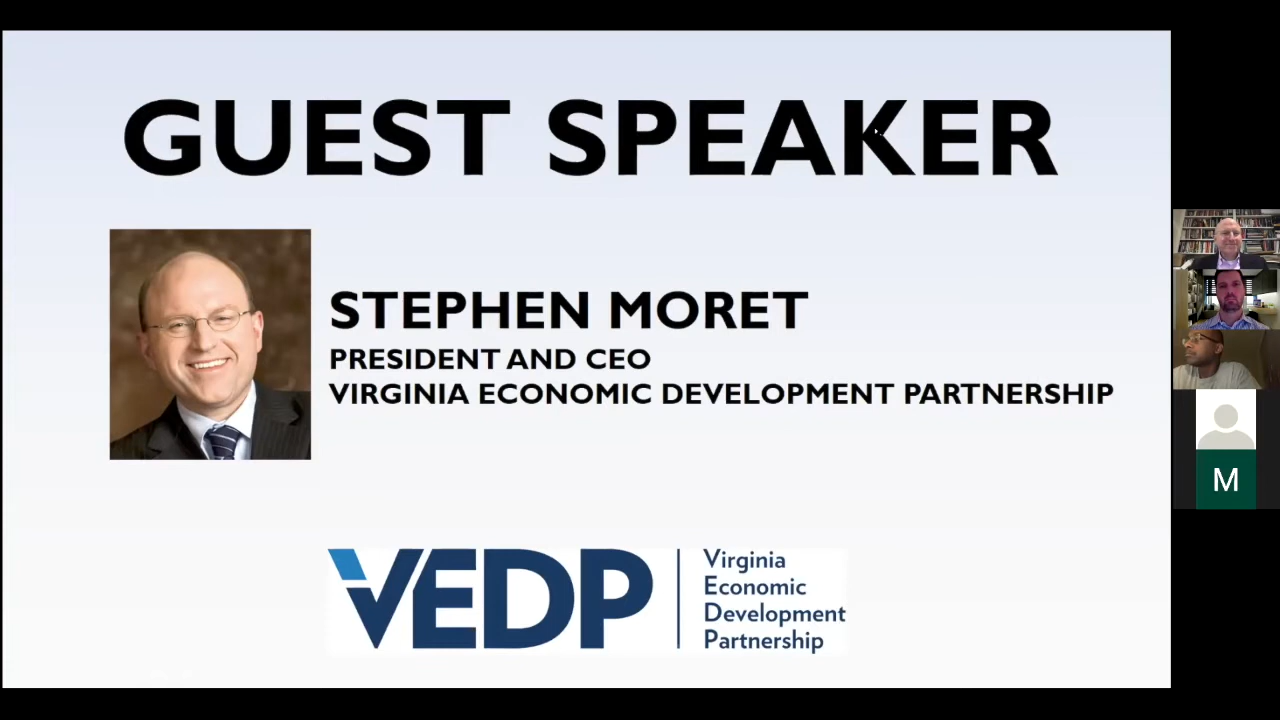 GUEST SPEAKER
STEPHEN MORET
PRESIDENT AND CEO
VIRGINIA ECONOMIC DEVELOPMENT PARTNERSHIP
VEDP
Virginia
Economic
Development
Partnership
M